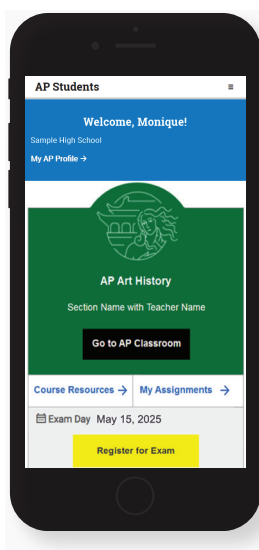 AP Students
Welcome, Monique!
Sample High School
My AP Profile →
AP Art History
Section Name with Teacher Name
Go to AP Classroom
Course Resources → My Assignments →
Exam Day May 15, 2025
Register for Exam